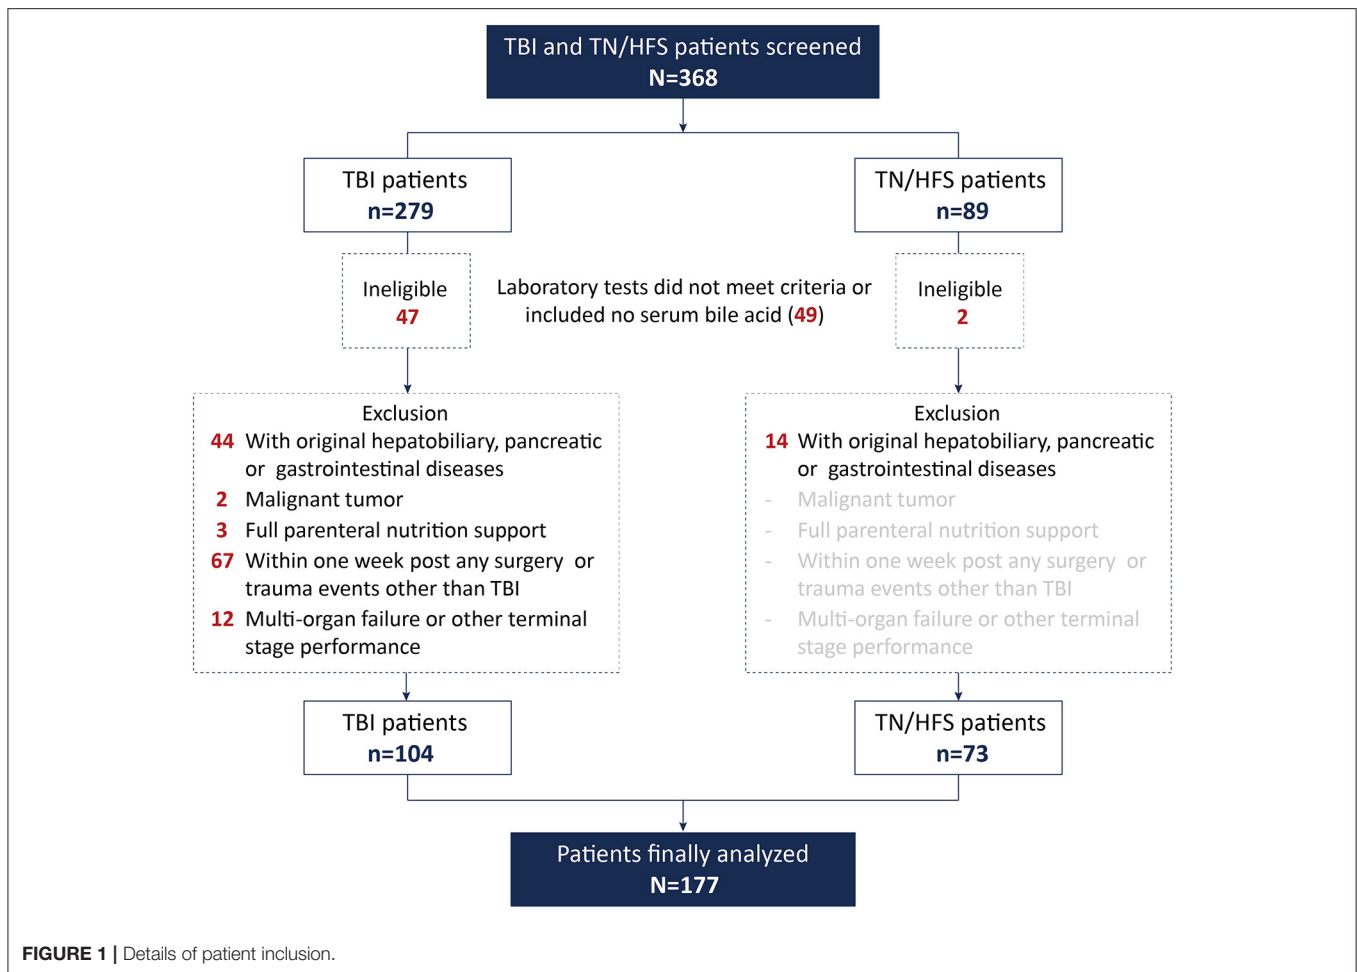 TBI and TN/HFS patients screened
N=368
TBI patients
n=279
TN/HFS patients
n=89
Ineligible
47
Laboratory tests did not meet criteria or
included no serum bile acid (49)
Ineligible
2
Exclusion
44 With original hepatobiliary, pancreatic
or gastrointestinal diseases
2 Malignant tumor
3 Full parenteral nutrition support
67 Within one week post any surgery or
trauma events other than TBI
12 Multi-organ failure or other terminal
stage performance
Exclusion
14 With original hepatobiliary, pancreatic
or gastrointestinal diseases
- Malignant tumor
- Full parenteral nutrition support
- Within one week post any surgery or
trauma events other than TBI
- Multi-organ failure or other terminal
stage performance
TBI patients
n=104
TN/HFS patients
n=73
Patients finally analyzed
N=177
FIGURE 1 | Details of patient inclusion.